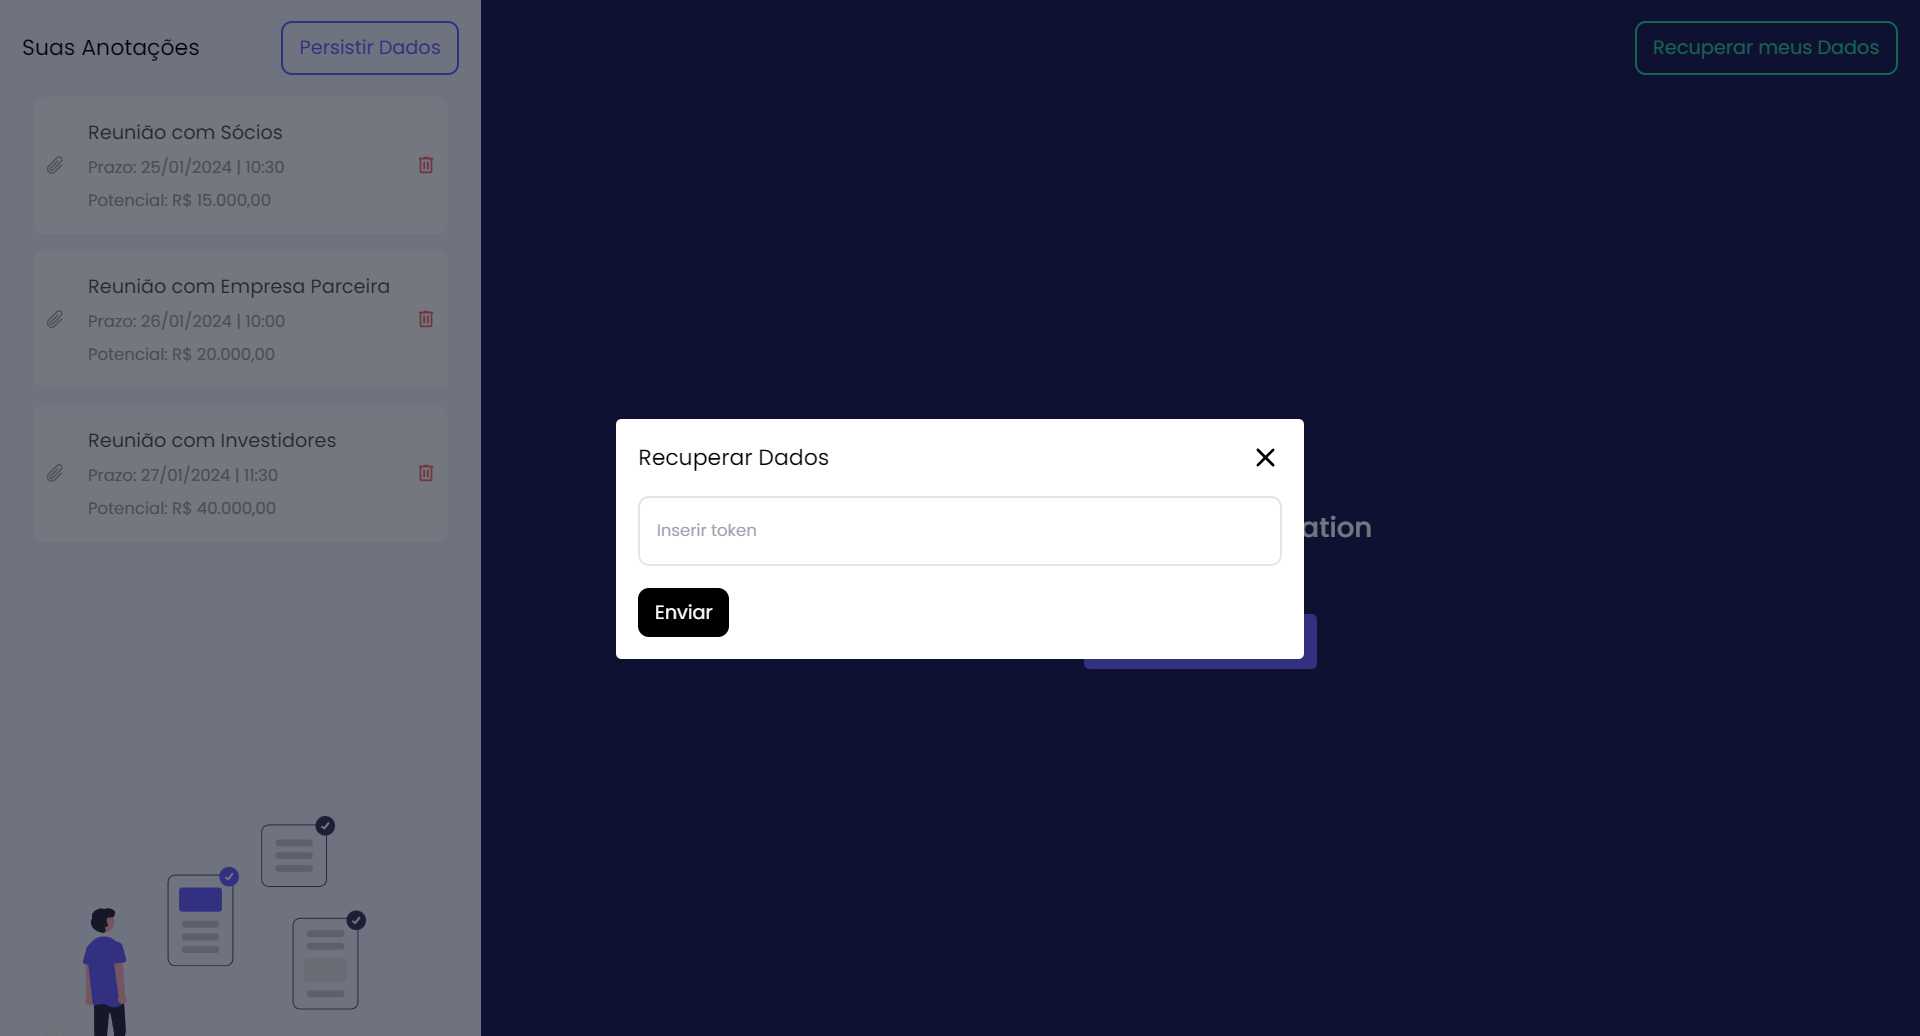 Suas Anotações
Persistir Dados
Recuperar meus Dados
Reunião com Sócios
Prazo: 25/01/2024 | 10:30
Potencial: R$ 15.000,00
Reunião com Empresa Parceira
Prazo: 26/01/2024 | 10:00
Potencial: R$ 20.000,00
Reunião com Investidores
Prazo: 27/01/2024 | 11:30
Potencial: R$ 40.000,00
Recuperar Dados
Inserir token
Enviar